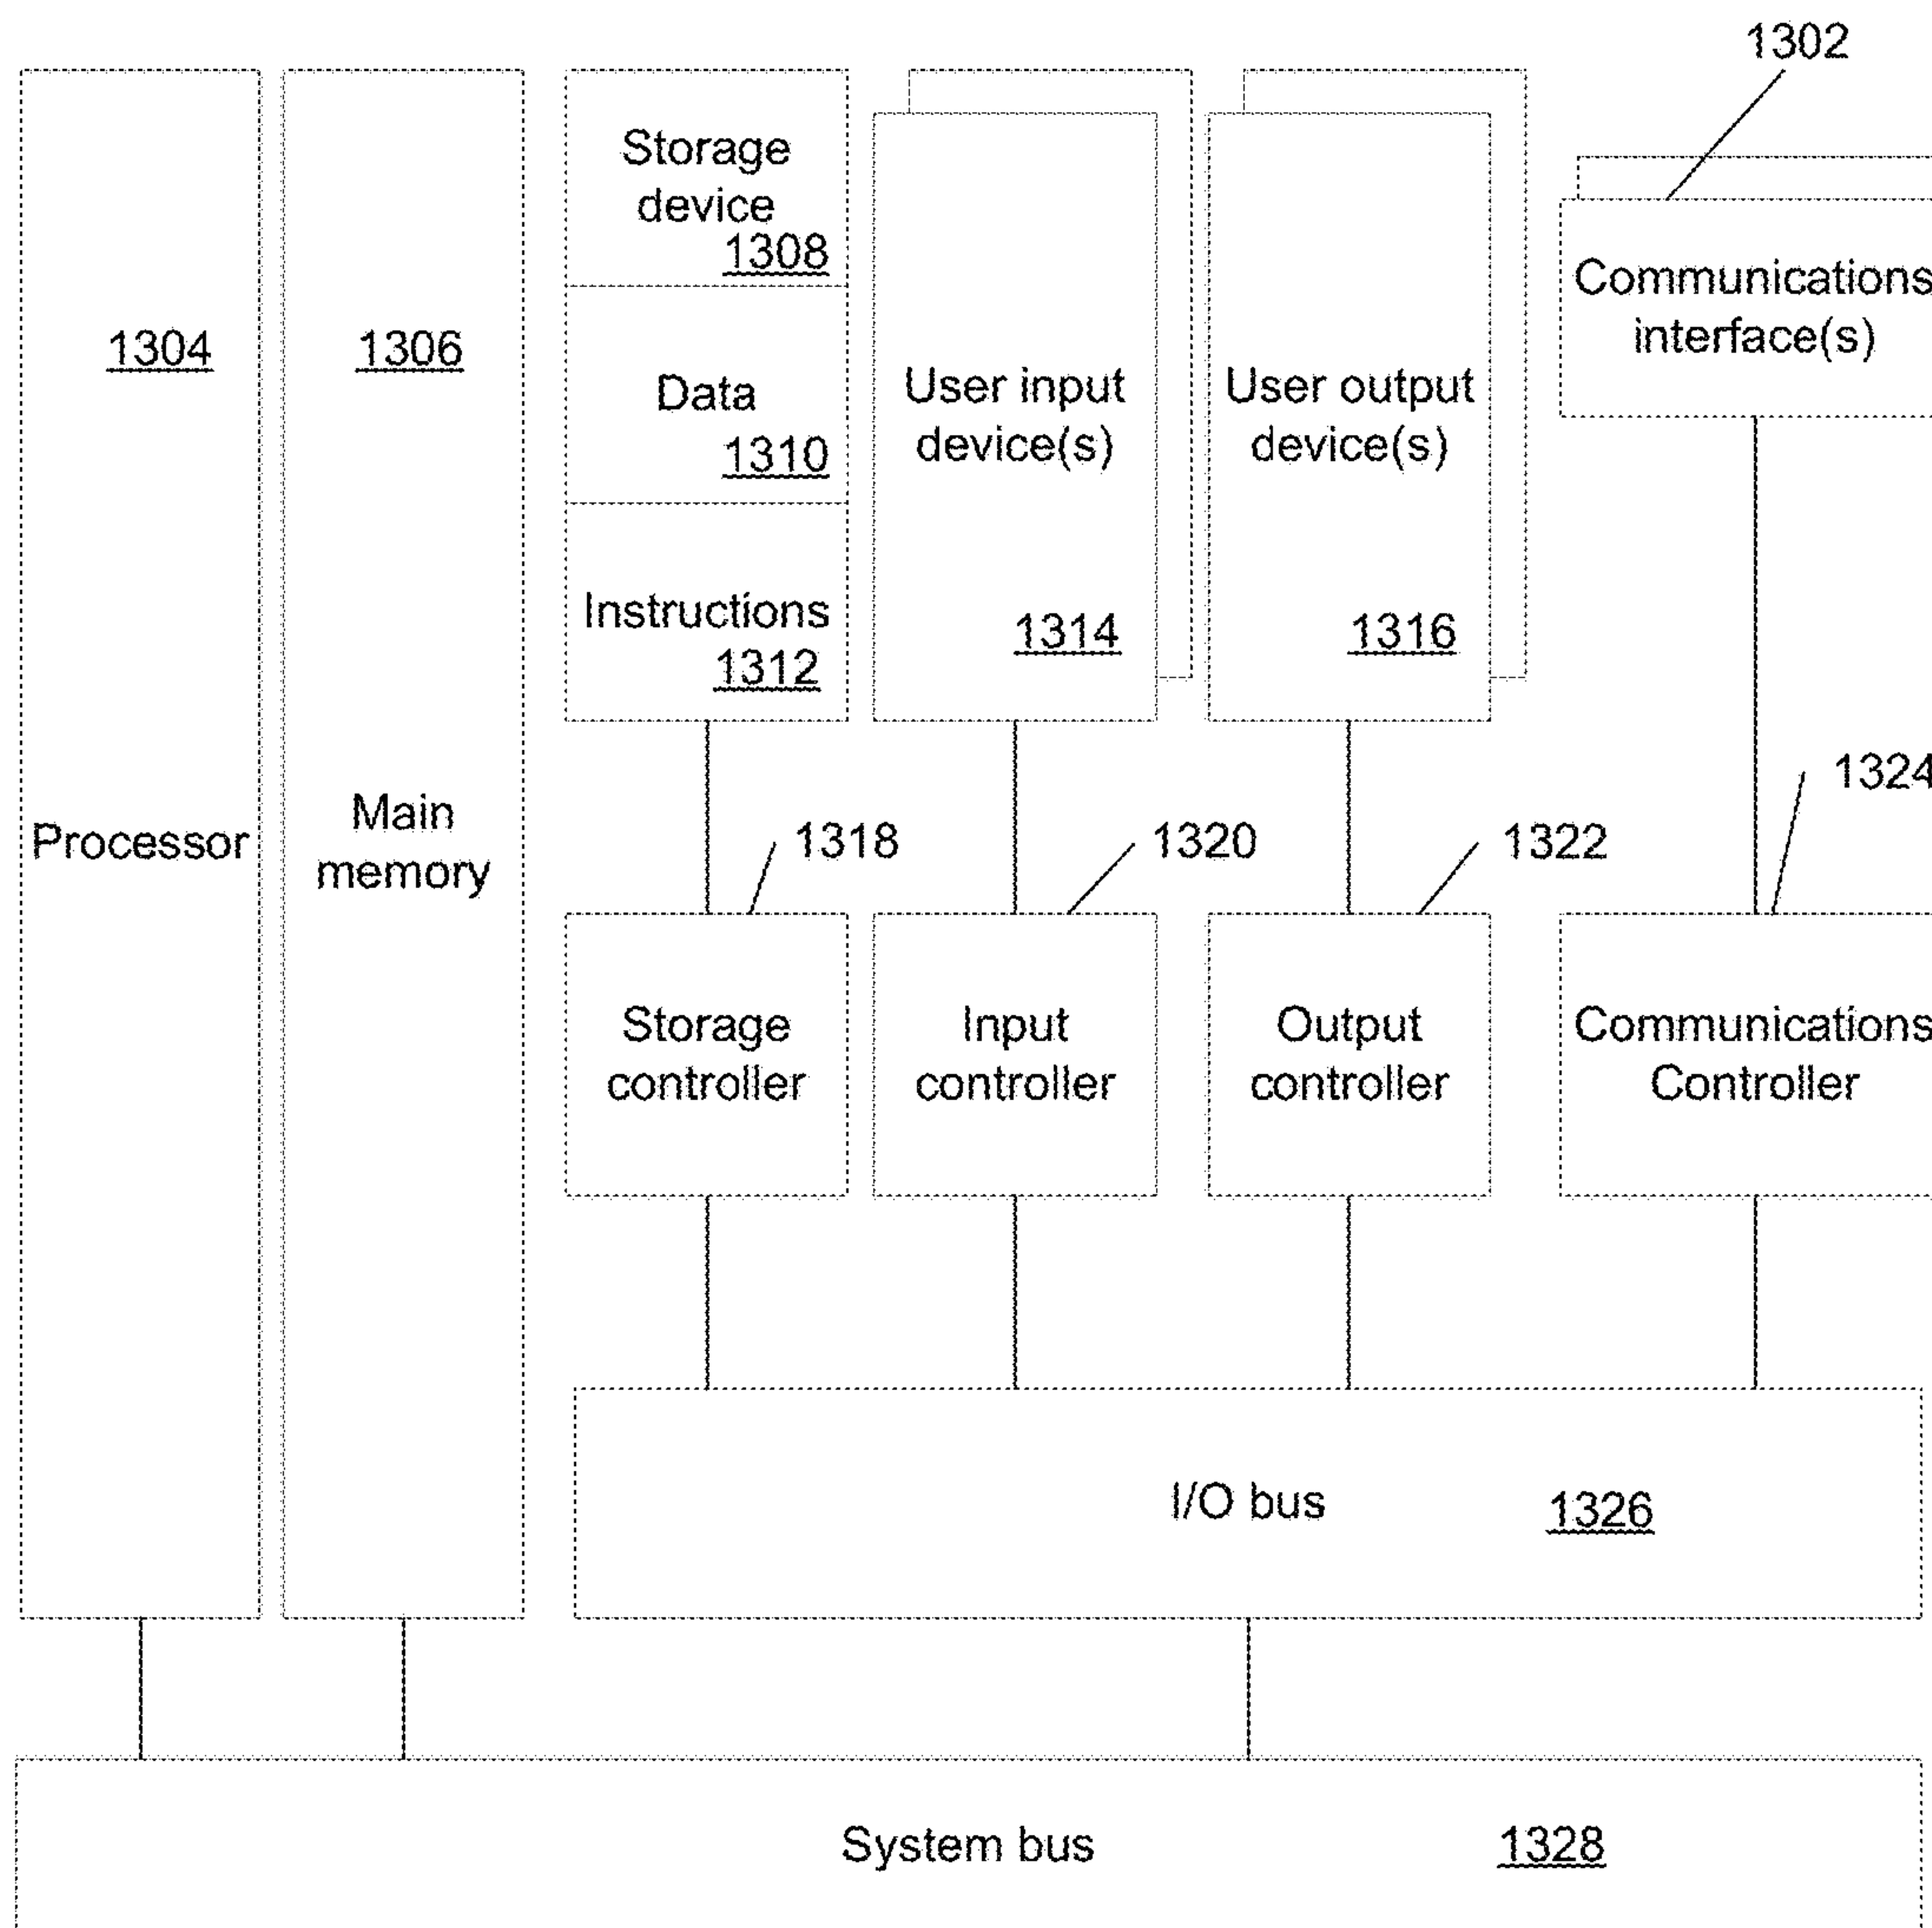 1302
Storage
device
1308
Communications
interface(s)
1304
1306
Data
1310
User input
device(s)
User output
device(s)
Instructions
1312
1314
1316
1324
Processor
Main
memory
1318
1320
1322
Storage
controller
Input
controller
Output
controller
Communications
Controller
I/O bus
1326
System bus
1328